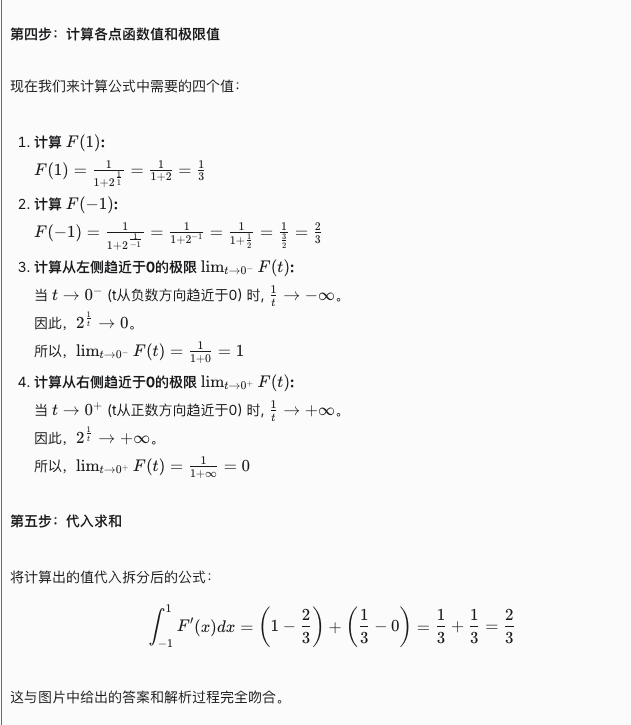 第四步：计算各点函数值和极限值
现在我们来计算公式中需要的四个值：
1. 计算 $F(1)$:
$F(1) = \frac{1}{1+2^{\frac{1}{1}}} = \frac{1}{1+2} = \frac{1}{3}$
2. 计算 $F(-1)$:
$F(-1) = \frac{1}{1+2^{\frac{1}{-1}}} = \frac{1}{1+2^{-1}} = \frac{1}{1+\frac{1}{2}} = \frac{1}{\frac{3}{2}} = \frac{2}{3}$
3. 计算从左侧趋近于0的极限 $\lim_{t \to 0^-} F(t)$:
当 $t \to 0^-$ (t从负数方向趋近于0) 时, $\frac{1}{t} \to -\infty$。
因此，$2^{\frac{1}{t}} \to 0$。
所以，$\lim_{t \to 0^-} F(t) = \frac{1}{1+0} = 1$
4. 计算从右侧趋近于0的极限 $\lim_{t \to 0^+} F(t)$:
当 $t \to 0^+$ (t从正数方向趋近于0) 时, $\frac{1}{t} \to +\infty$。
因此，$2^{\frac{1}{t}} \to +\infty$。
所以，$\lim_{t \to 0^+} F(t) = \frac{1}{1+\infty} = 0$
第五步：代入求和
将计算出的值代入拆分后的公式：
$\int_{-1}^{1} F'(x)dx = \left(1 - \frac{2}{3}\right) + \left(\frac{1}{3} - 0\right) = \frac{1}{3} + \frac{1}{3} = \frac{2}{3}$
这与图片中给出的答案和解析过程完全吻合。